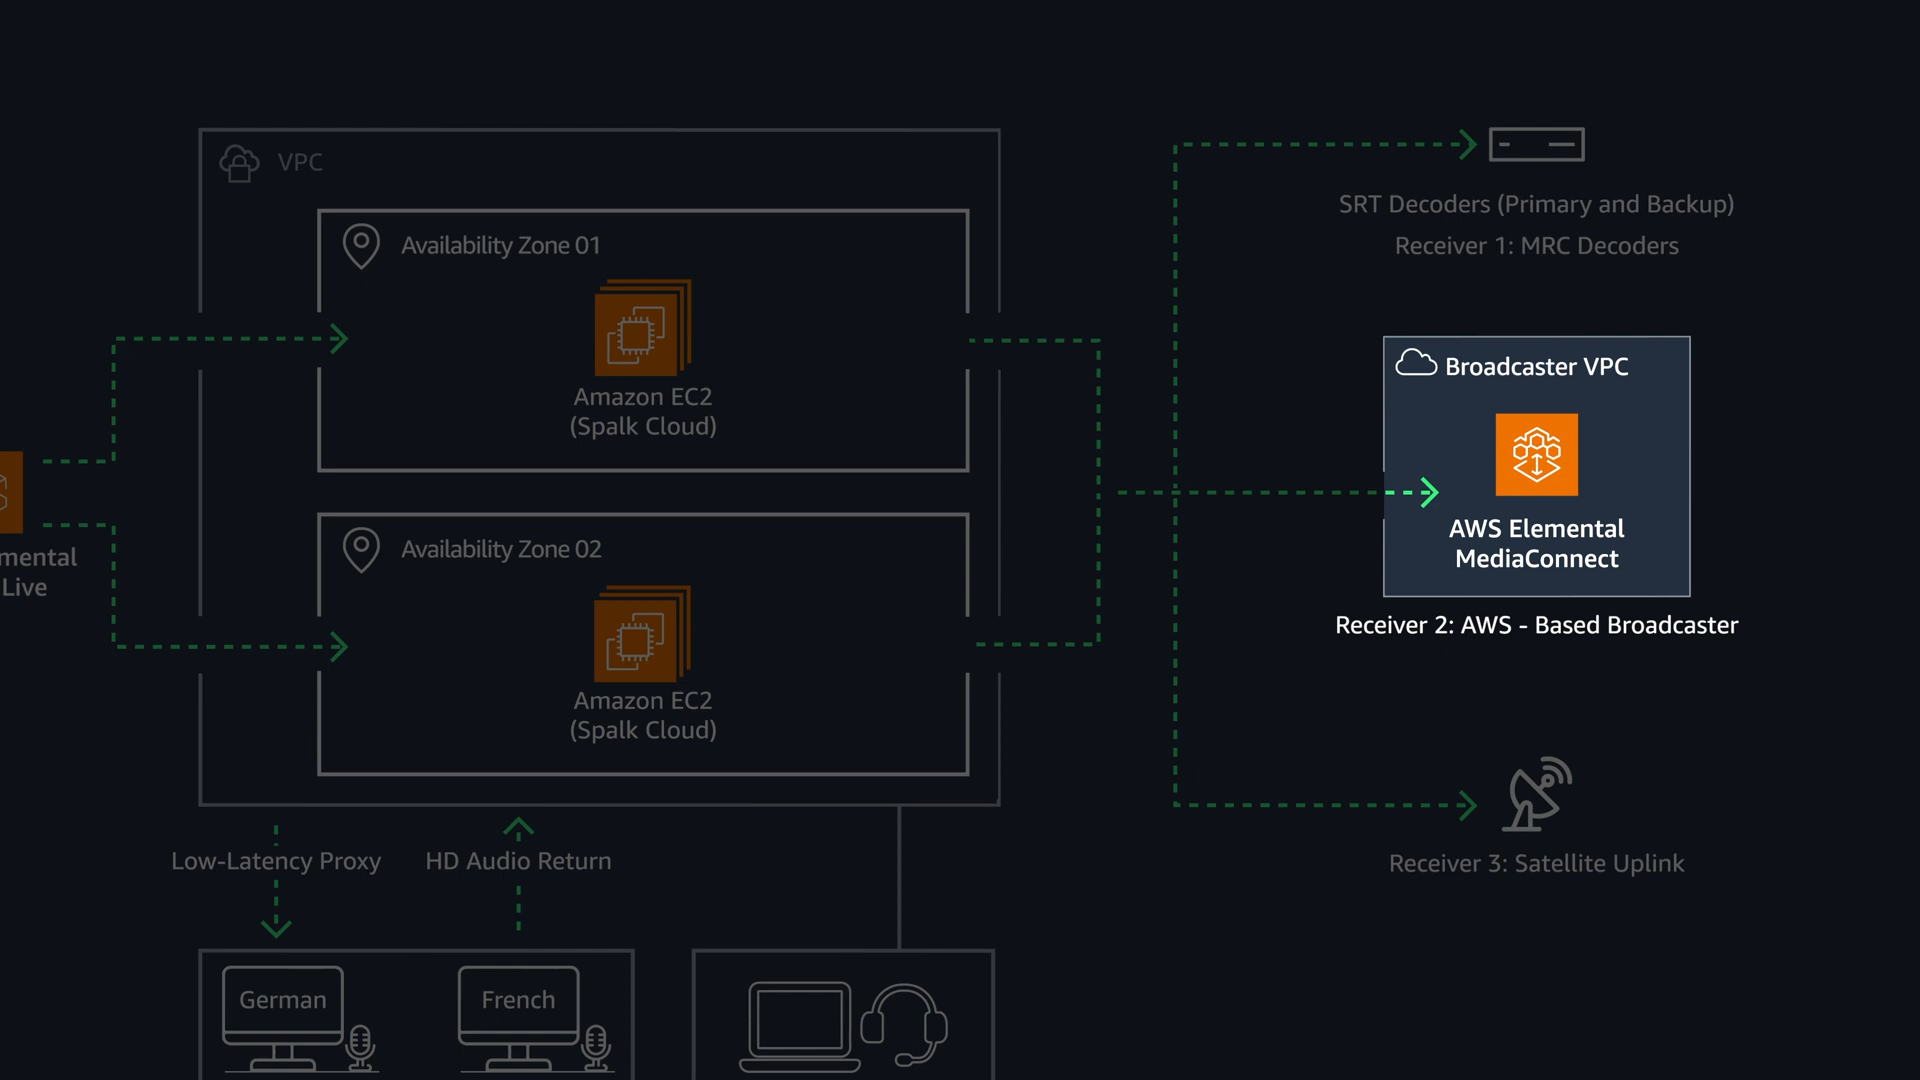 VPC
Availability Zone 01
Amazon EC2
(Spalk Cloud)
mental
Live
Availability Zone 02
Amazon EC2
(Spalk Cloud)
Low-Latency Proxy
HD Audio Return
German
French
SRT Decoders (Primary and Backup)
Receiver 1: MRC Decoders
Broadcaster VPC
AWS Elemental
MediaConnect
Receiver 2: AWS - Based Broadcaster
Receiver 3: Satellite Uplink